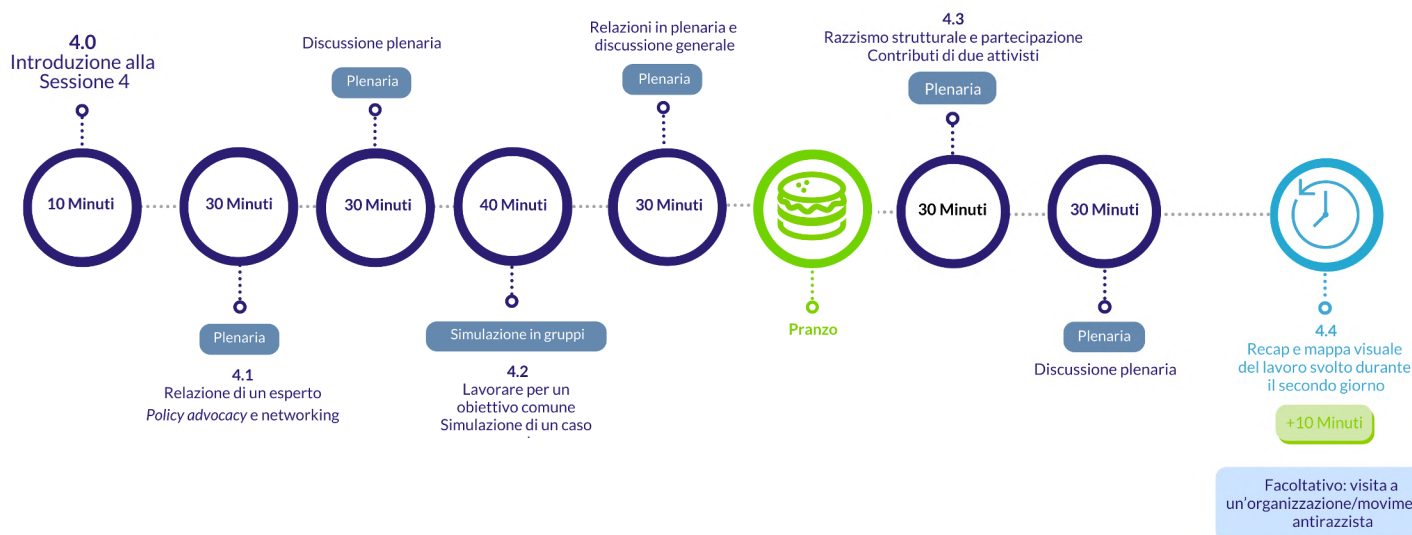 4.0
Introduzione alla
Sessione 4
10 Minuti
30 Minuti
Plenaria
4.1
Relazione di un esperto
Policy advocacy e networking
Discussione plenaria
Plenaria
30 Minuti
40 Minuti
Simulazione in gruppi
4.2
Lavorare per un
obiettivo comune
Simulazione di un caso
Relazioni in plenaria e
discussione generale
Plenaria
30 Minuti
Pranzo
4.3
Razzismo strutturale e partecipazione
Contributi di due attivisti
Plenaria
30 Minuti
30 Minuti
Plenaria
Discussione plenaria
4.4
Recap e mappa visuale
del lavoro svolto durante
il secondo giorno
+10 Minuti
Facoltativo: visita a
un'organizzazione/movime
antirazzista